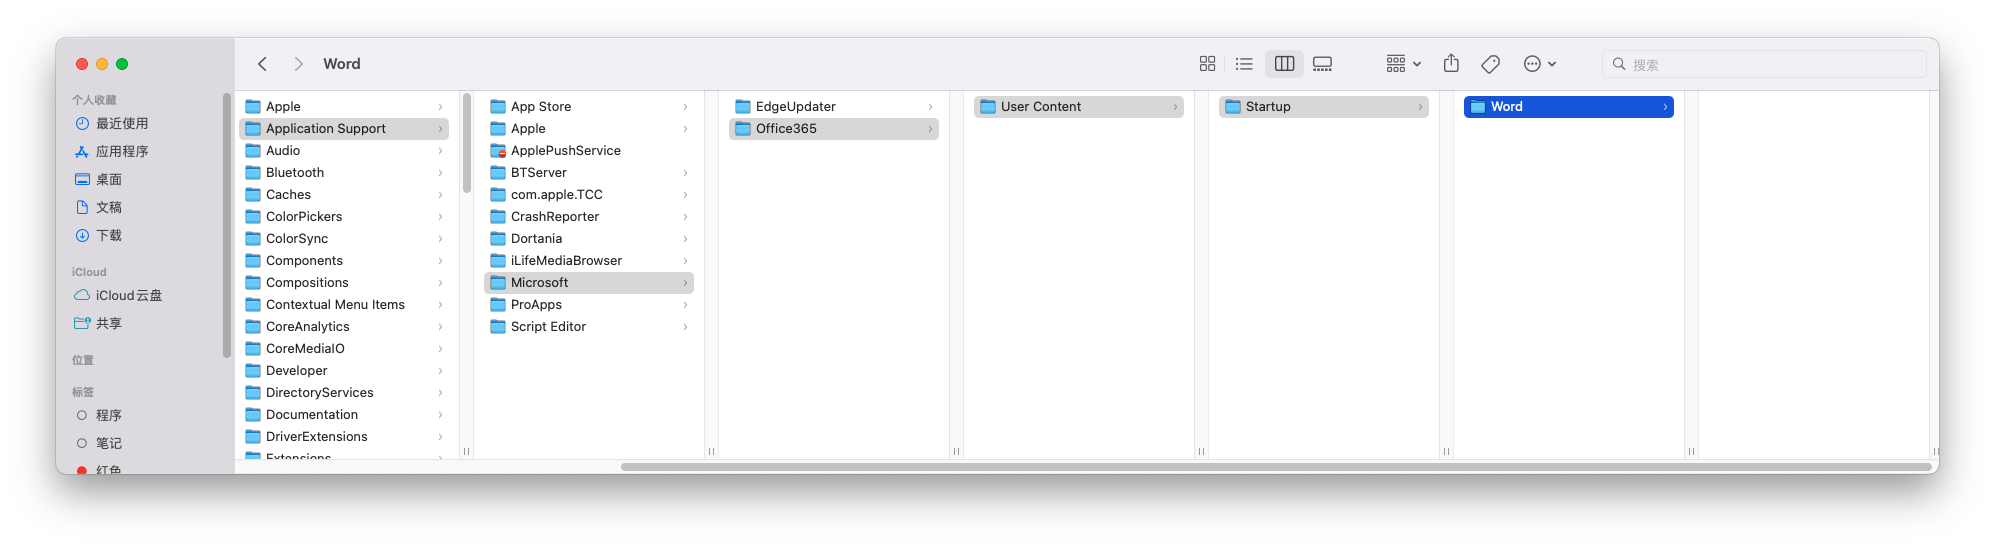 Word
搜索
个人收藏
最近使用
应用程序
桌面
文稿
下载
iCloud
iCloud云盘
共享
位置
标签
程序
笔记
红色
Apple
Application Support
Audio
Bluetooth
Caches
ColorPickers
ColorSync
Components
Compositions
Contextual Menu Items
CoreAnalytics
CoreMediaIO
Developer
DirectoryServices
Documentation
DriverExtensions
Extensions
App Store
Apple
ApplePushService
BTServer
com.apple.TCC
CrashReporter
Dortania
iLifeMediaBrowser
Microsoft
ProApps
Script Editor
EdgeUpdater
Office365
User Content
Startup
Word